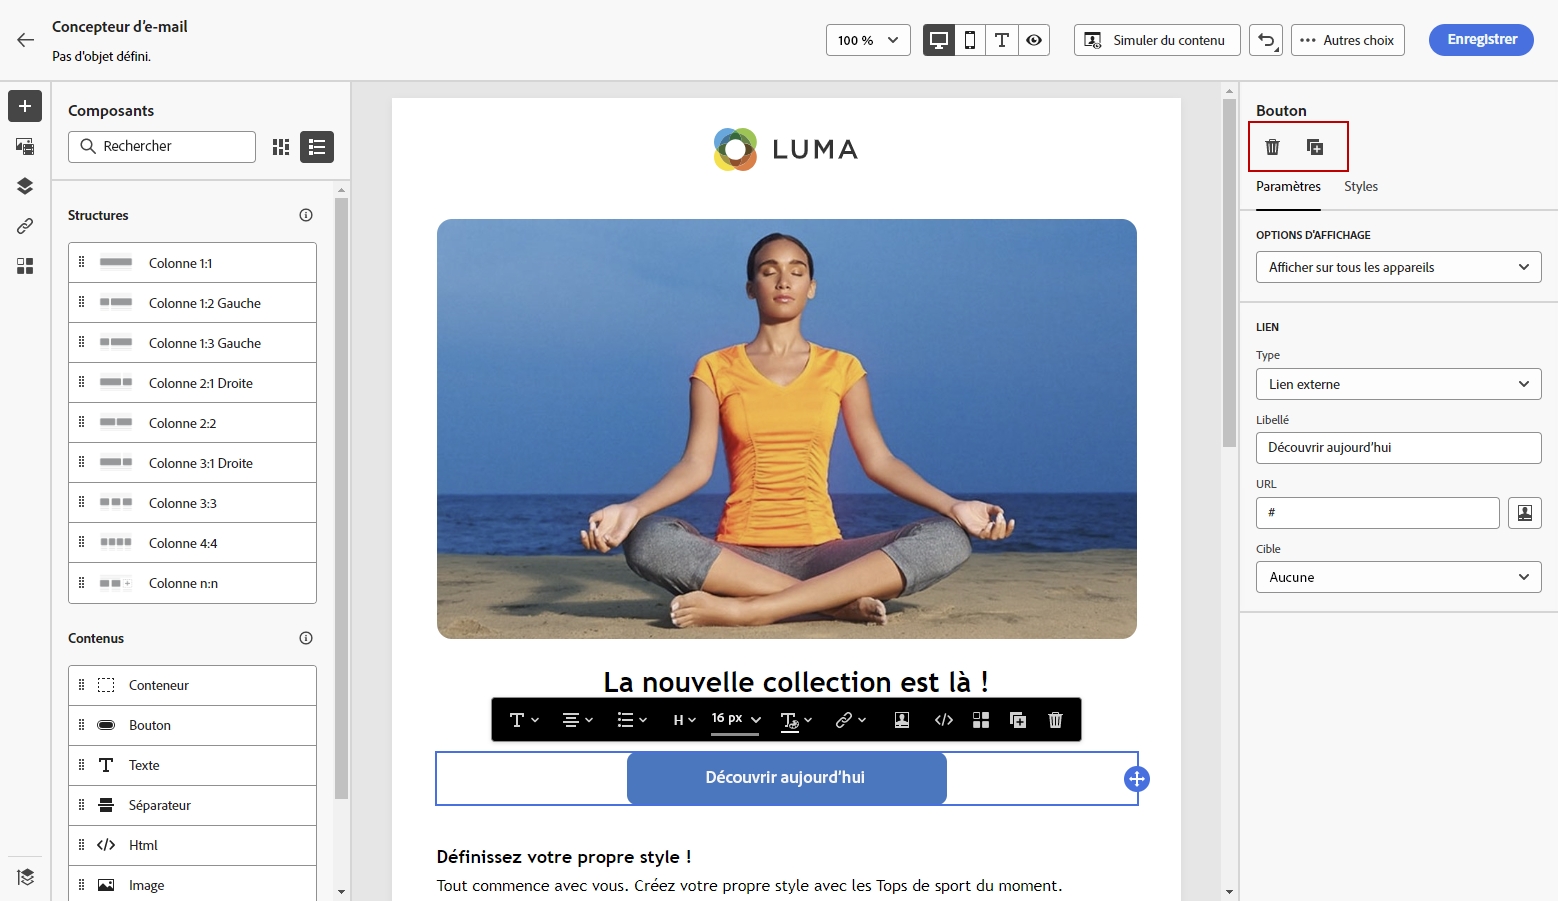 Concepteur d'e-mail
Pas d'objet défini.
100 %
Simuler du contenu
Autres choix
Enregistrer
Composants
Rechercher
Structures
Colonne 1:1
Colonne 1:2 Gauche
Colonne 1:3 Gauche
Colonne 2:1 Droite
Colonne 2:2
Colonne 3:1 Droite
Colonne 3:3
Colonne 4:4
Colonne n:n
Contenus
Conteneur
Bouton
Texte
Séparateur
Html
Image
LUMA
La nouvelle collection est là !
H
16 px
Découvrir aujourd'hui
Définissez votre propre style !
Tout commence avec vous. Créez votre propre style avec les Tops de sport du moment.
Bouton
Paramètres
Styles
OPTIONS D'AFFICHAGE
Afficher sur tous les appareils
LIEN
Type
Lien externe
Libellé
Découvrir aujourd'hui
URL
#
Cible
Aucune